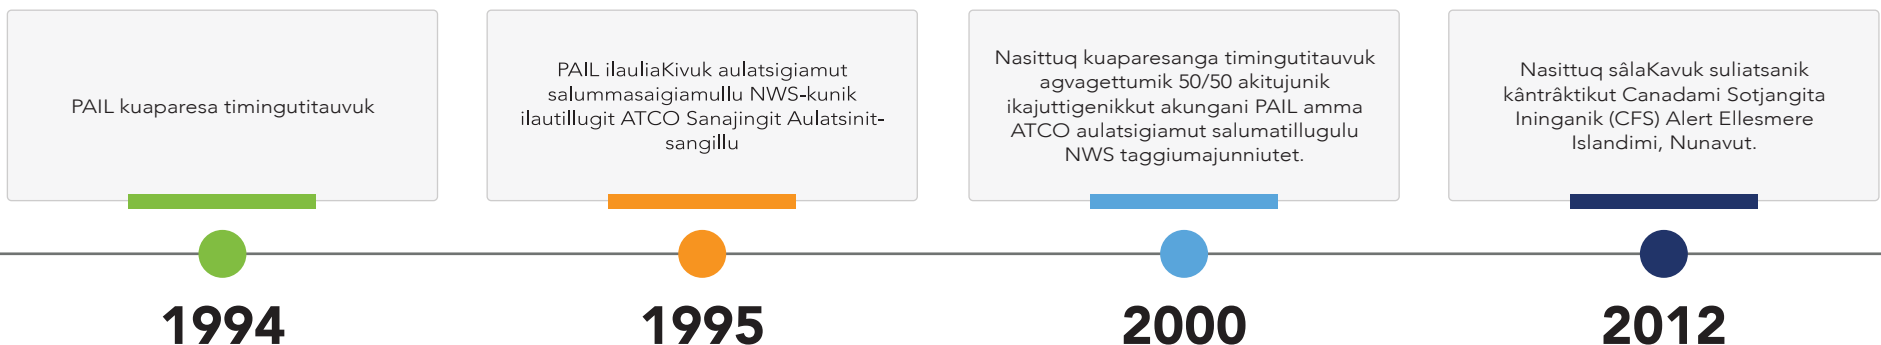 PAIL kuaparesa timingutitauvuk
1994
PAIL ilauliaKivuk aulatsigiamut
salummasaigiamullu NWS-kunik
ilautillugit ATCO Sanajingit Aulatsinit-
sangillu
1995
Nasittuq kuaparesanga timingutitauvuk
agvagettumik 50/50 akitujunik
ikajuttigenikkut akungani PAIL amma
ATCO aulatsigiamut salumatillugulu
NWS taggiumajunniutet.
2000
Nasittuq sâlaKavuk suliatsanik
kântrâktikut Canadami Sotjangita
Ininganik (CFS) Alert Ellesmere
Islandimi, Nunavut.
2012